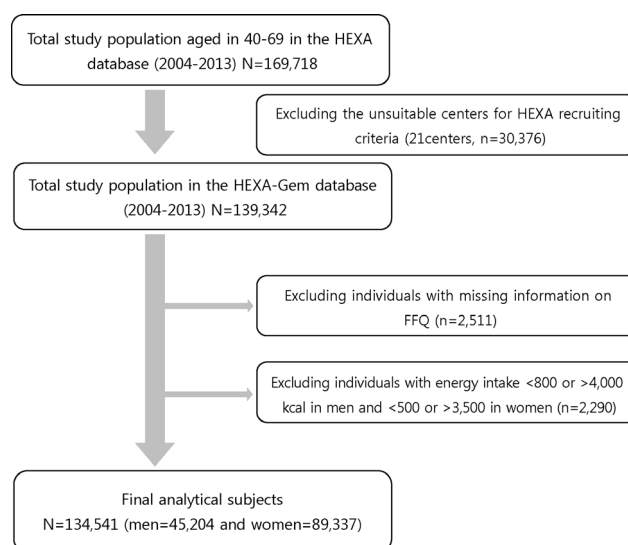 Total study population aged in 40-69 in the HEXA
database (2004-2013) N=169,718
Excluding the unsuitable centers for HEXA recruiting
criteria (21centers, n=30,376)
Total study population in the HEXA-Gem database
(2004-2013) N=139,342
Excluding individuals with missing information on
FFQ (n=2,511)
Excluding individuals with energy intake <800 or >4,000
kcal in men and <500 or >3,500 in women (n=2,290)
Final analytical subjects
N=134,541 (men=45,204 and women=89,337)